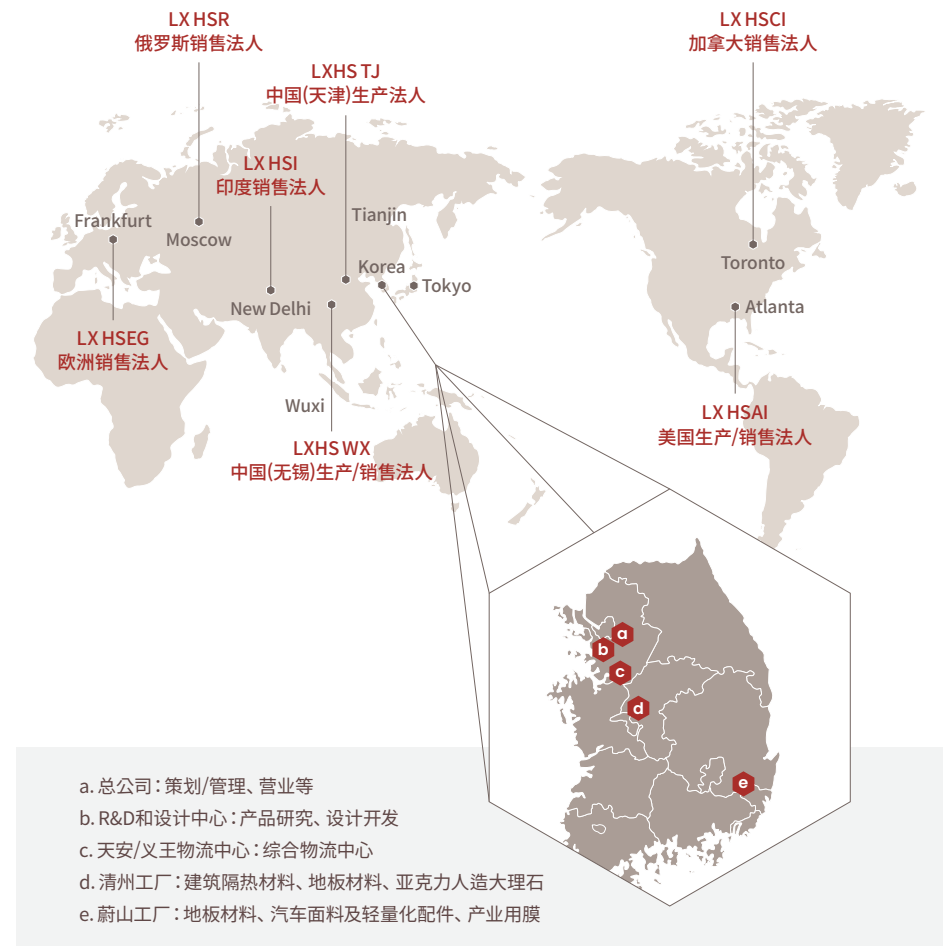 LX HSR
俄罗斯销售法人
LX HSCI
加拿大销售法人
LXHS TJ
中国(天津)生产法人
LX HSI
印度销售法人
Frankfurt
Moscow
Tianjin
Korea
Tokyo
New Delhi
Toronto
Atlanta
LX HSEG
欧洲销售法人
Wuxi
LXHS WX
中国(无锡)生产/销售法人
LX HSAI
美国生产/销售法人
a
b
c
d
e
a. 总公司：策划/管理、营业等
b. R&D和设计中心：产品研究、设计开发
c. 天安/义王物流中心：综合物流中心
d. 清州工厂：建筑隔热材料、地板材料、亚克力人造大理石
e. 蔚山工厂：地板材料、汽车面料及轻量化配件、产业用膜